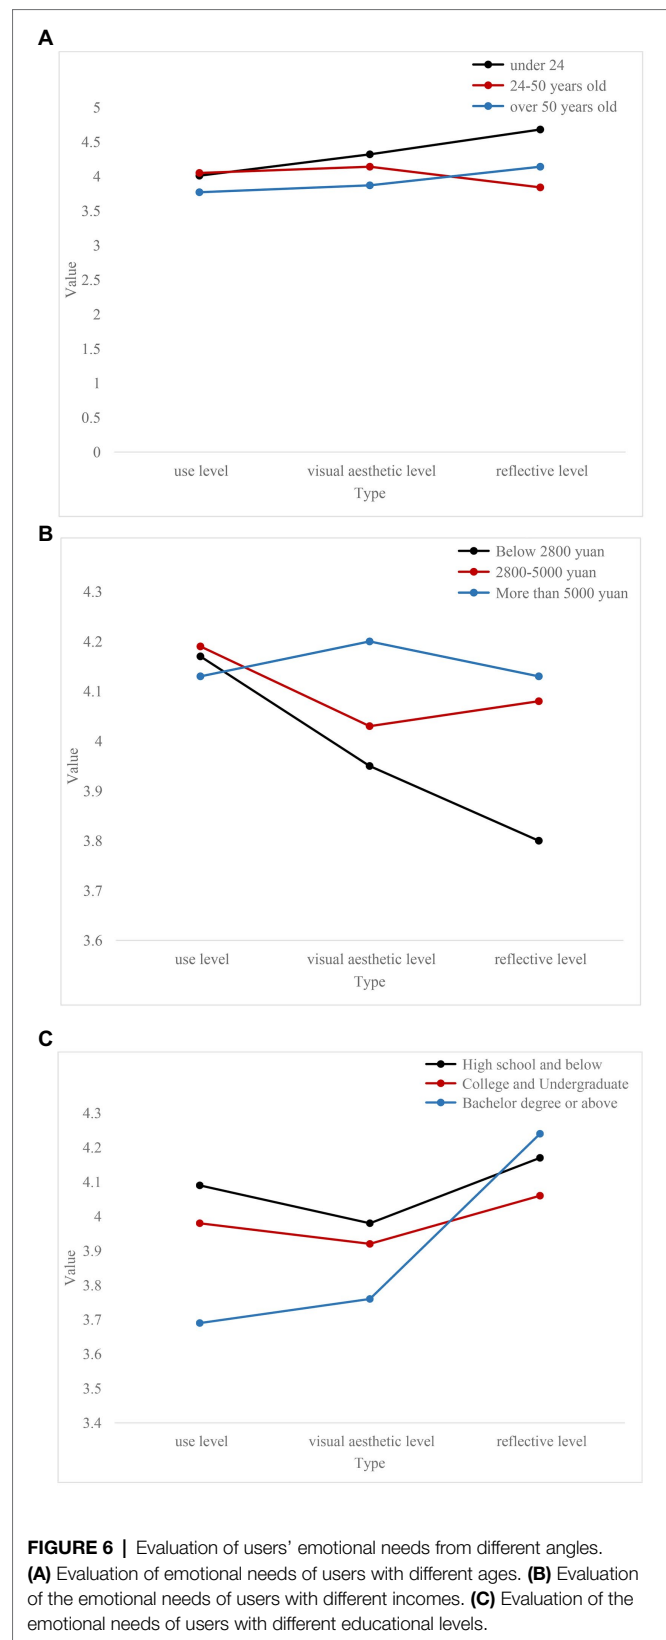 A
under 24
24-50 years old
over 50 years old
5
4.5
4
3.5
3
2.5
2
1.5
1
0.5
0
Value
use level visual aesthetic level reflective level
Type
B
Below 2800 yuan
2800-5000 yuan
More than 5000 yuan
4.3
4.2
4.1
4
3.9
3.8
3.7
3.6
Value
use level visual aesthetic level reflective level
Type
C
High school and below
College and Undergraduate
Bachelor degree or above
4.3
4.2
4.1
4
3.9
3.8
3.7
3.6
3.5
3.4
Value
use level visual aesthetic level reflective level
Type
FIGURE 6 | Evaluation of users’ emotional needs from different angles.
(A) Evaluation of emotional needs of users with different ages. (B) Evaluation
of the emotional needs of users with different incomes. (C) Evaluation of the
emotional needs of users with different educational levels.